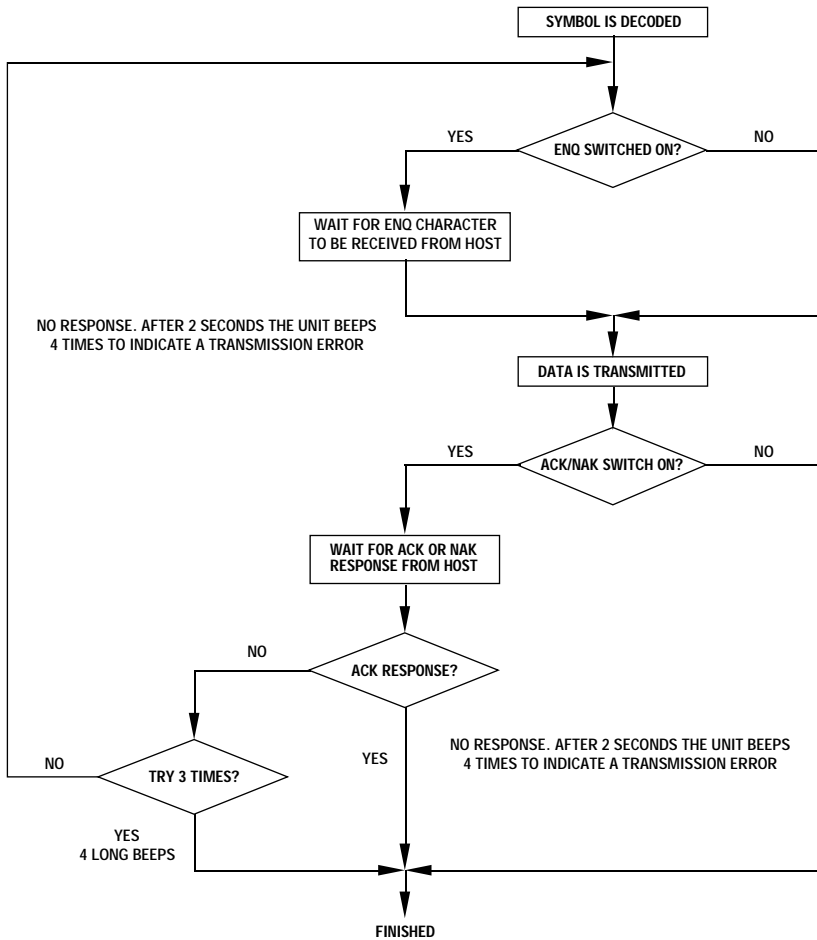 SYMBOL IS DECODED
YES
ENQ SWITCHED ON?
NO
WAIT FOR ENQ CHARACTER
TO BE RECEIVED FROM HOST
NO RESPONSE. AFTER 2 SECONDS THE UNIT BEEPS
4 TIMES TO INDICATE A TRANSMISSION ERROR
DATA IS TRANSMITTED
YES
ACK/NAK SWITCH ON?
NO
WAIT FOR ACK OR NAK
RESPONSE FROM HOST
NO
ACK RESPONSE?
NO
TRY 3 TIMES?
YES
NO RESPONSE. AFTER 2 SECONDS THE UNIT BEEPS
4 TIMES TO INDICATE A TRANSMISSION ERROR
YES
4 LONG BEEPS
FINISHED